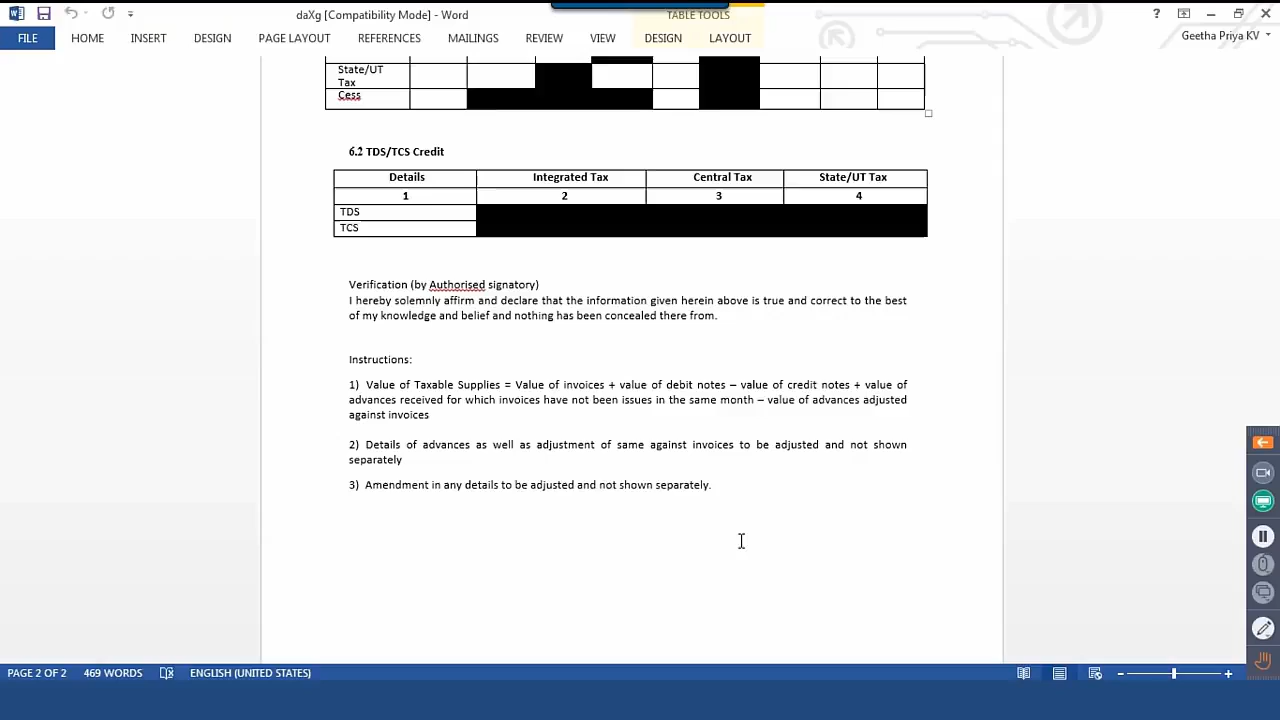 daXg [Compatibility Mode] - Word
TABLE TOOLS
?
FILE HOME INSERT DESIGN PAGE LAYOUT REFERENCES MAILINGS REVIEW VIEW DESIGN LAYOUT
Geetha Priya KV
State/UT
Tax
Cess
6.2 TDS/TCS Credit
Details Integrated Tax Central Tax State/UT Tax
1 2 3 4
TDS
TCS
Verification (by Authorised signatory)
I hereby solemnly affirm and declare that the information given herein above is true and correct to the best
of my knowledge and belief and nothing has been concealed there from.
Instructions:
1) Value of Taxable Supplies = Value of invoices + value of debit notes – value of credit notes + value of
advances received for which invoices have not been issues in the same month – value of advances adjusted
against invoices
2) Details of advances as well as adjustment of same against invoices to be adjusted and not shown
separately
3) Amendment in any details to be adjusted and not shown separately.
PAGE 2 OF 2 469 WORDS ENGLISH (UNITED STATES)